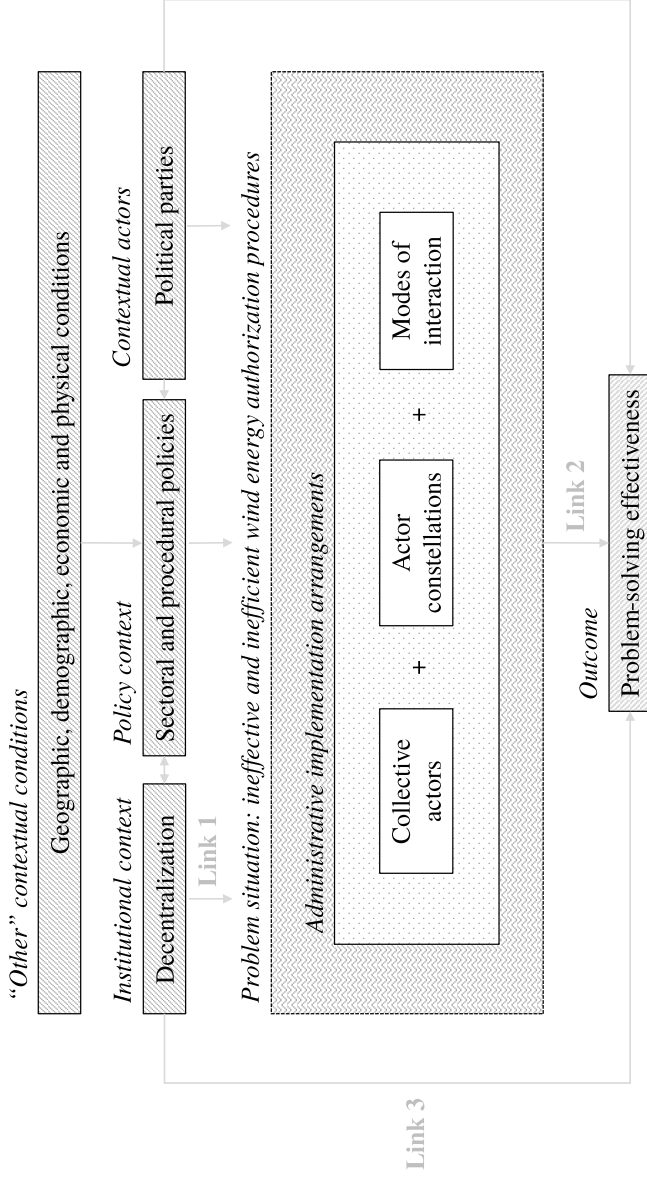 “Other” contextual conditions
Geographic, demographic, economic and physical conditions
Institutional context
Policy context
Contextual actors
Decentralization
Sectoral and procedural policies
Political parties
Link 1
Problem situation: ineffective and inefficient wind energy authorization procedures
Administrative implementation arrangements
Collective
actors
+
Actor
constellations
+
Modes of
interaction
Link 3
Link 2
Outcome
Problem-solving effectiveness